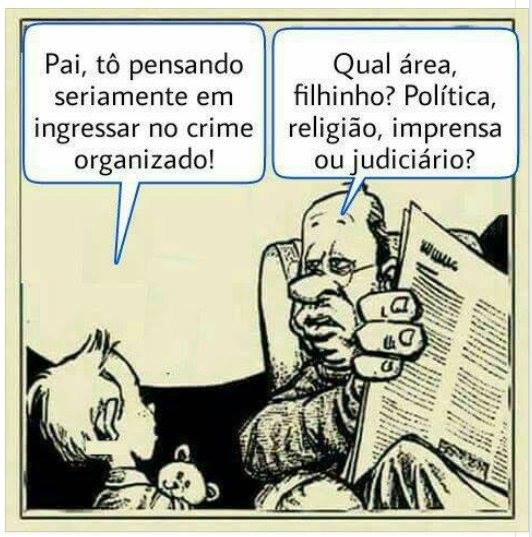 Pai, tô pensando
seriamente em
ingressar no crime
organizado!
Qual área,
filhinho? Política,
religião, imprensa
ou judiciário?